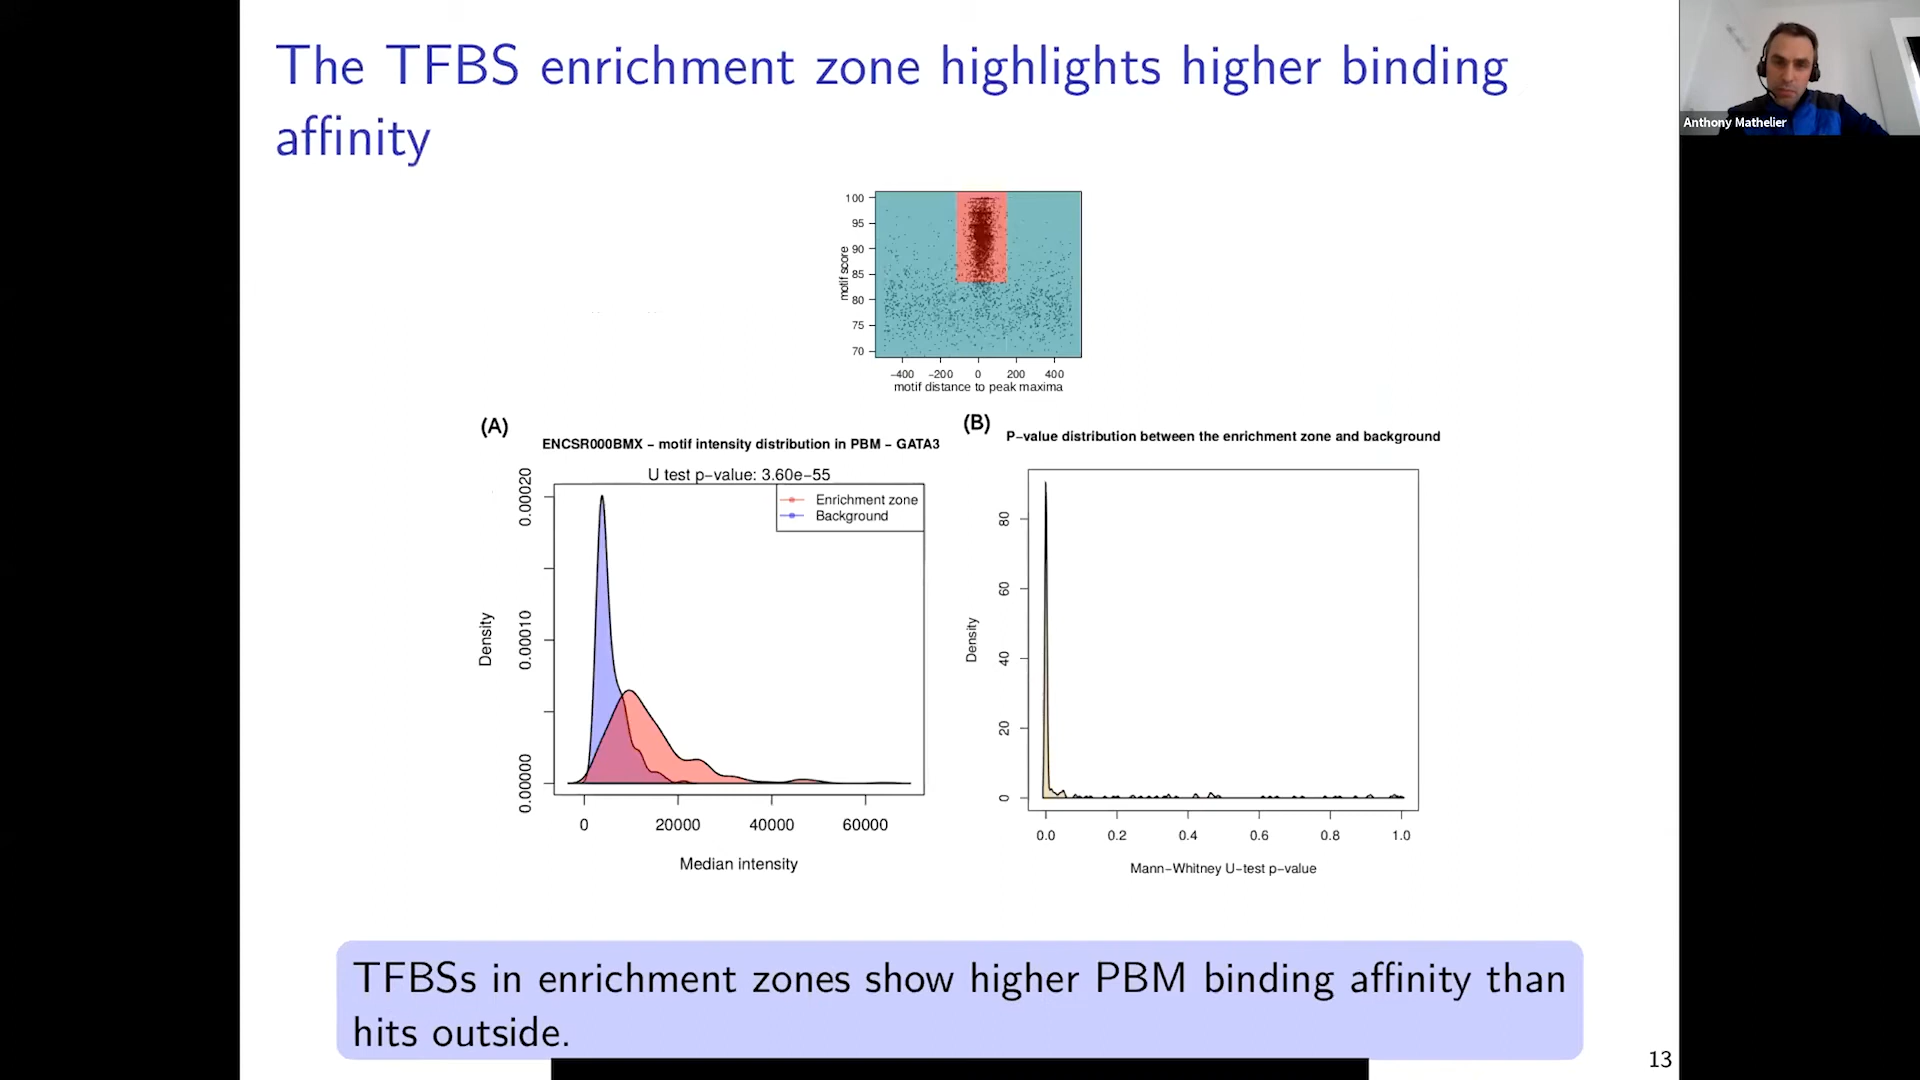 The TFBS enrichment zone highlights higher binding
affinity
Anthony Mathelier
motif score
100
95
90
85
80
75
70
−400 −200 0 200 400
motif distance to peak maxima
(A)
ENCSR000BMX − motif intensity distribution in PBM − GATA3
U test p−value: 3.60e−55
Enrichment zone
Background
Density
0.00020
0.00010
0.00000
0 20000 40000 60000
Median intensity
(B)
P−value distribution between the enrichment zone and background
Density
80
60
40
20
0
0.0 0.2 0.4 0.6 0.8 1.0
Mann−Whitney U−test p−value
TFBSs in enrichment zones show higher PBM binding affinity than
hits outside.
13